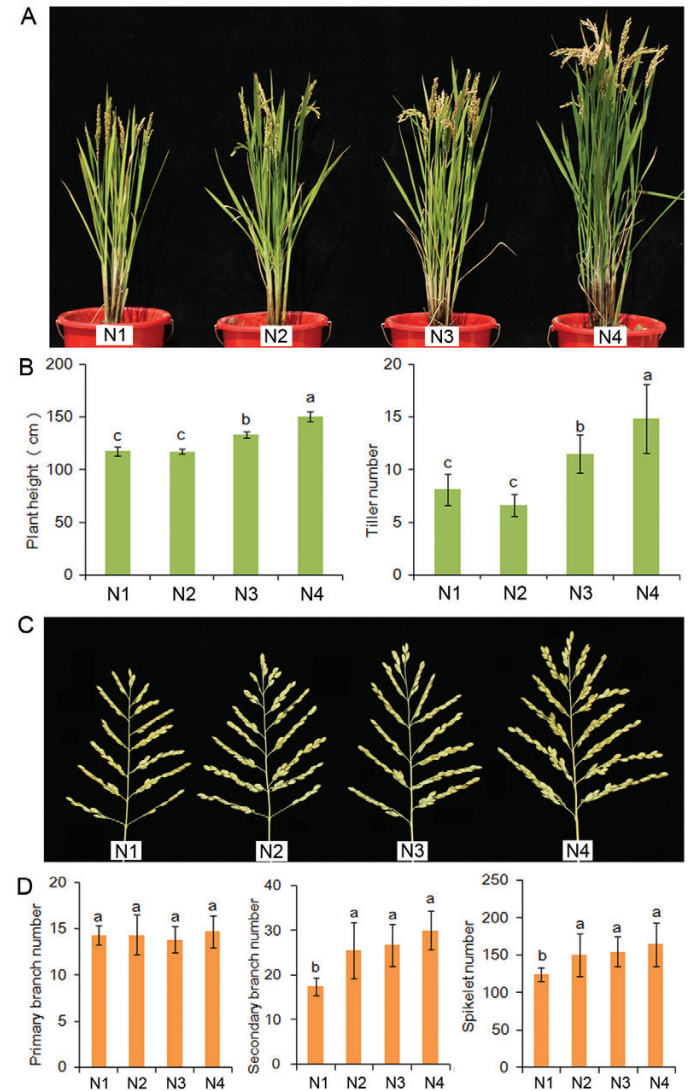 A
N1 N2 N3 N4
B
Plant height ( cm )
200
150
100
50
0
c c b a
N1 N2 N3 N4
Tiller number
20
15
10
5
0
c c b a
N1 N2 N3 N4
C
N1 N2 N3 N4
D
Primary branch number
20
15
10
5
0
a a a a
N1 N2 N3 N4
Secondary branch number
40
30
20
10
0
b a a a
N1 N2 N3 N4
Spikelet number
250
200
150
100
50
0
b a a a
N1 N2 N3 N4